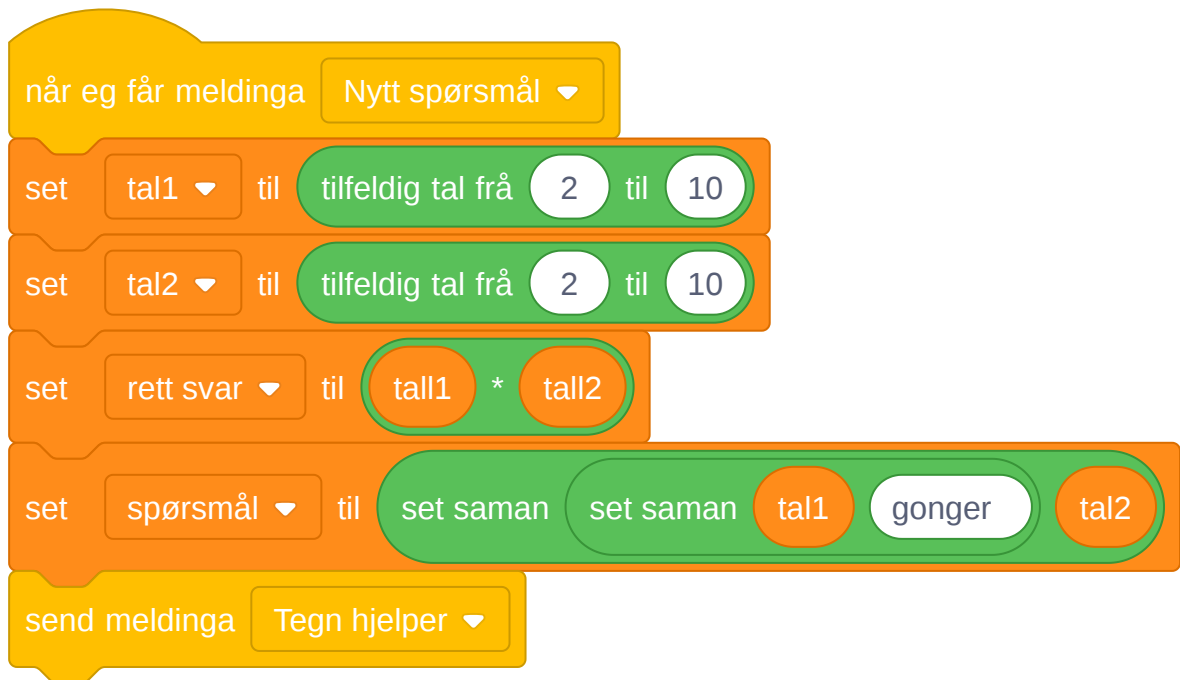 når eg får meldinga Nytt spørsmål
set tal1 til tilfeldig tal frå 2 til 10
set tal2 til tilfeldig tal frå 2 til 10
set rett svar til tall1 * tall2
set spørsmål til set saman set saman tal1 gonger tal2
send meldinga Tegn hjelper